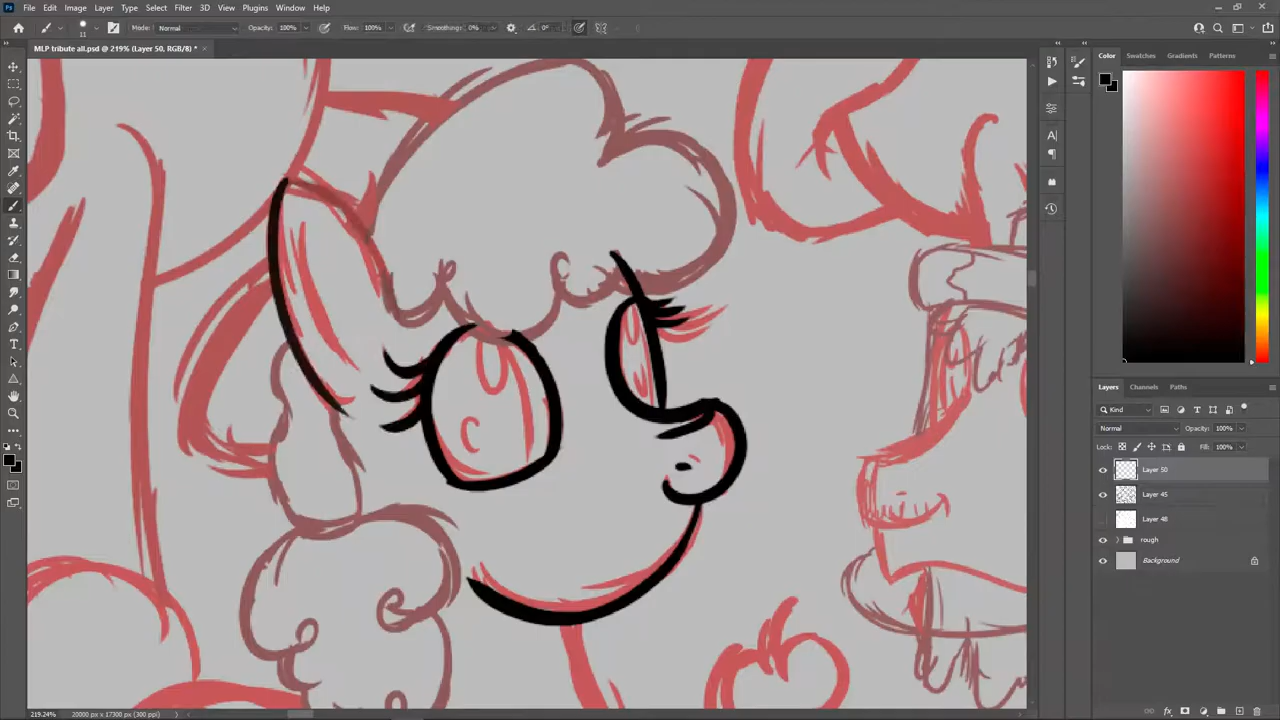 File Edit Image Layer Type Select Filter 3D View Plugins Window Help
11 Mode: Normal Opacity: 100% Flow: 100% Smoothing: 0% 0°
MLP tribute all.psd @ 219% (Layer 50, RGB/8) *
Color Swatches Gradients Patterns
Layers Channels Paths
Kind
Normal Opacity: 100%
Lock: Fill: 100%
Layer 50
Layer 45
Layer 48
rough
Background
219.24% 20000 px x 17300 px (300 ppi)